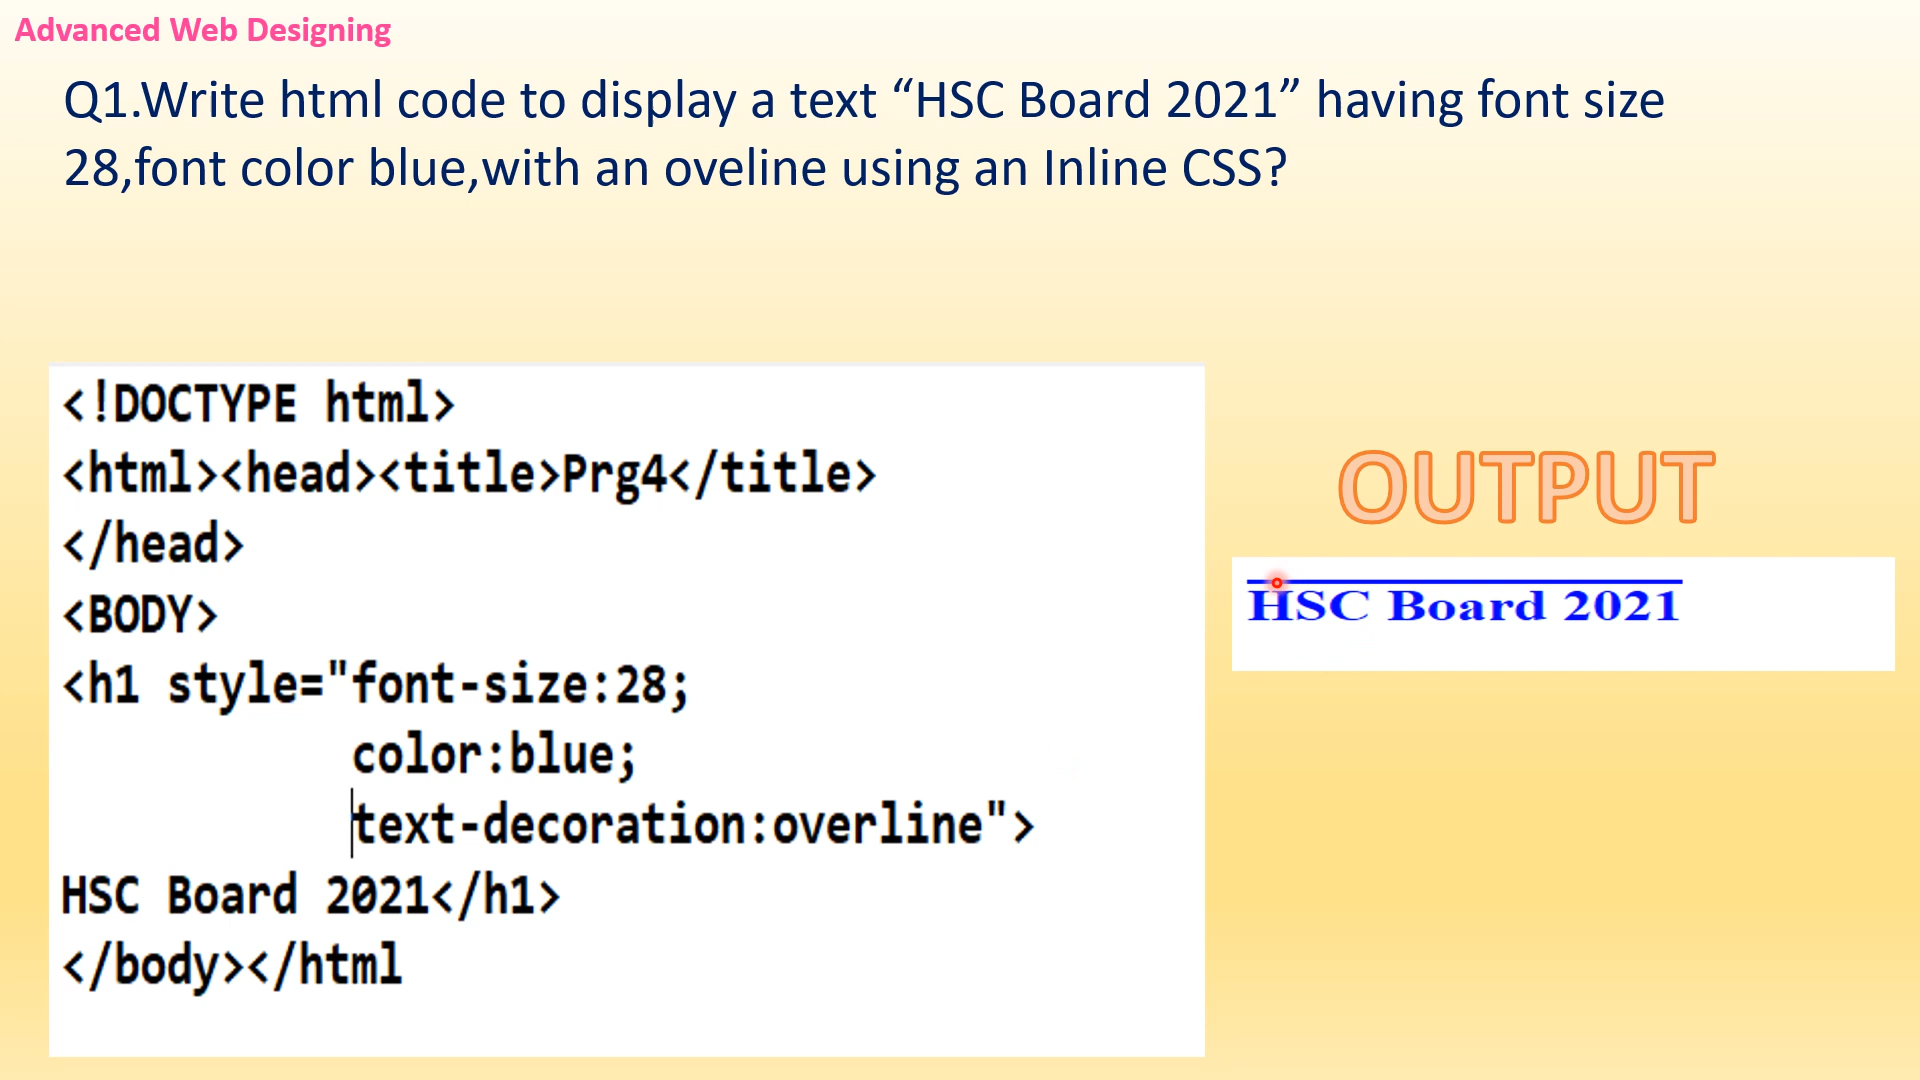 Advanced Web Designing
Q1.Write html code to display a text “HSC Board 2021” having font size
28,font color blue,with an oveline using an Inline CSS?
<!DOCTYPE html>
<html><head><title>Prg4</title>
</head>
<BODY>
<h1 style="font-size:28;
color:blue;
text-decoration:overline">
HSC Board 2021</h1>
</body></html
OUTPUT
HSC Board 2021